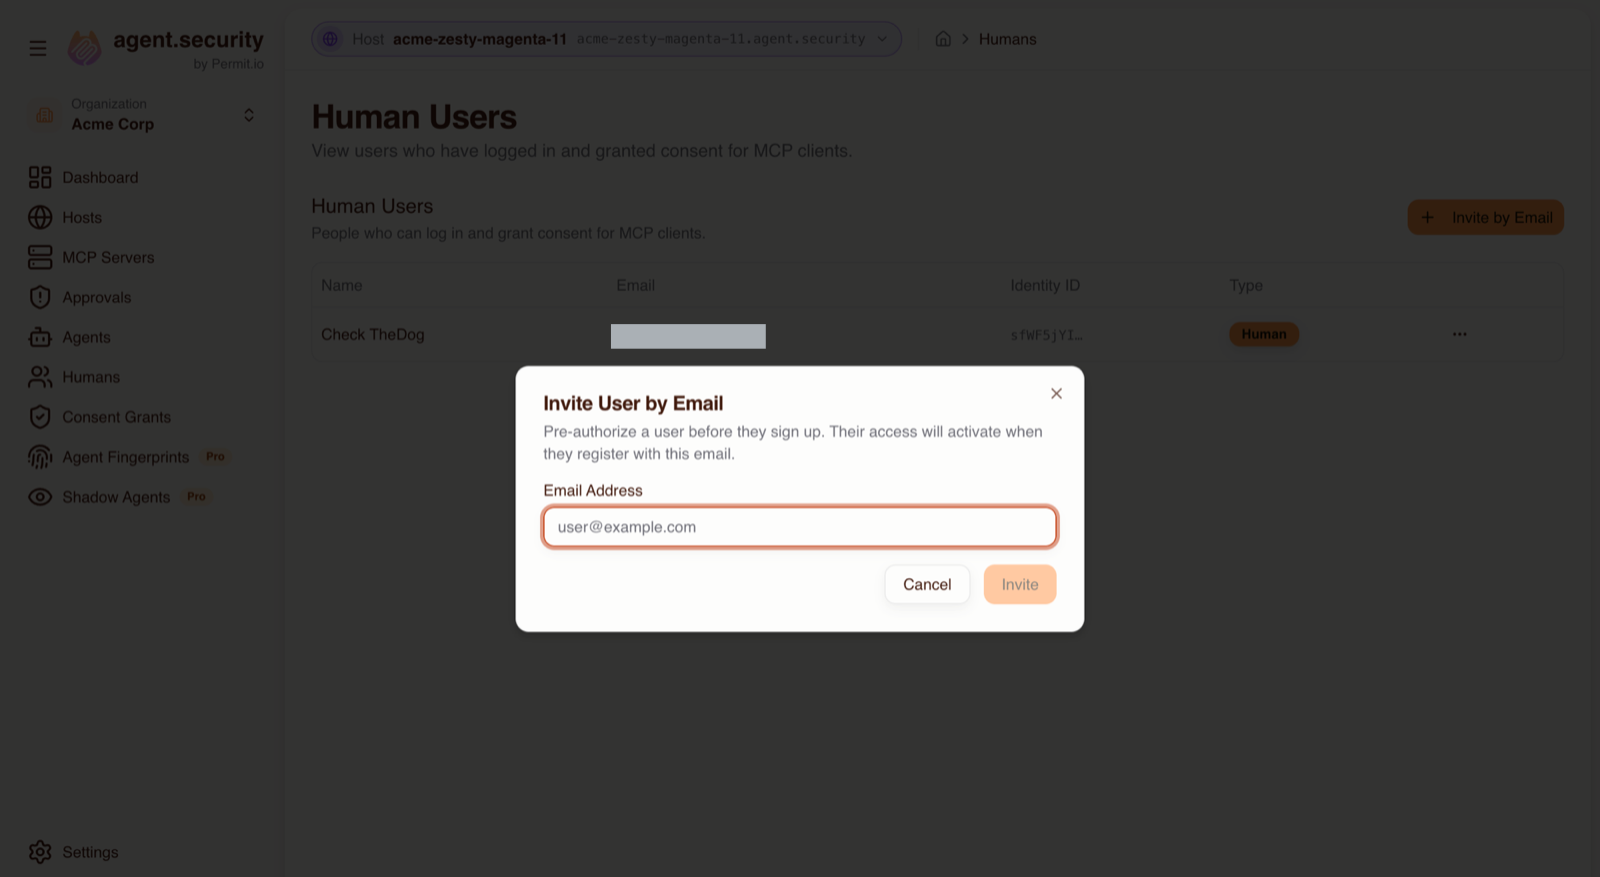 agent.security
by Permit.io
Host acme-zesty-magenta-11 acme-zesty-magenta-11.agent.security
Humans
Organization
Acme Corp
Dashboard
Hosts
MCP Servers
Approvals
Agents
Humans
Consent Grants
Agent Fingerprints Pro
Shadow Agents Pro
Settings
Human Users
View users who have logged in and granted consent for MCP clients.
Human Users
People who can log in and grant consent for MCP clients.
+ Invite by Email
Name Email Identity ID Type
Check TheDog sfWF5jYI… Human ...
Invite User by Email
Pre-authorize a user before they sign up. Their access will activate when
they register with this email.
Email Address
user@example.com
Cancel Invite